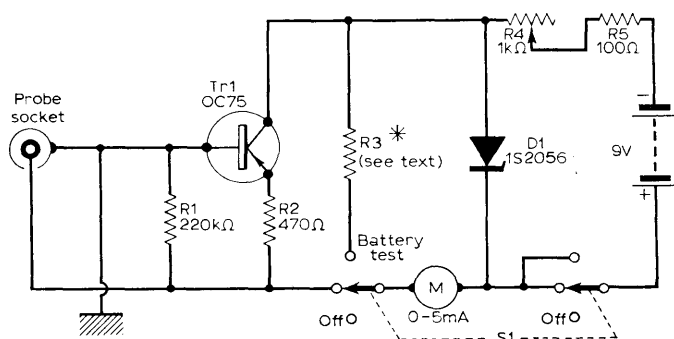 Probe
socket
Tr1
OC75
R1
220kΩ
R2
470Ω
R3 *
(see text)
Battery
test
Off
M
0-5mA
D1
1S2056
R4
1kΩ
R5
100Ω
−
9V
+
Off
S1